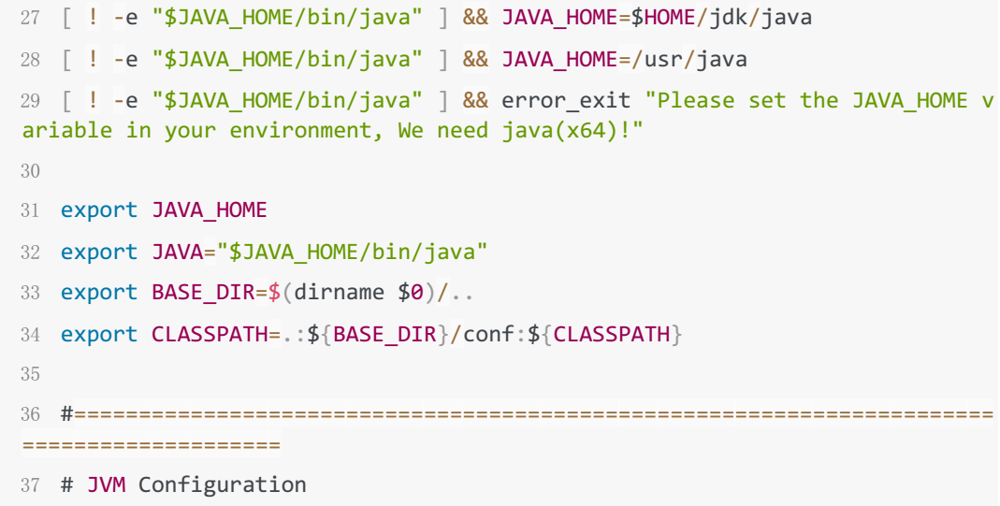 27 [ ! -e "$JAVA_HOME/bin/java" ] && JAVA_HOME=$HOME/jdk/java
28 [ ! -e "$JAVA_HOME/bin/java" ] && JAVA_HOME=/usr/java
29 [ ! -e "$JAVA_HOME/bin/java" ] && error_exit "Please set the JAVA_HOME v
ariable in your environment, We need java(x64)!"
30
31 export JAVA_HOME
32 export JAVA="$JAVA_HOME/bin/java"
33 export BASE_DIR=$(dirname $0)/..
34 export CLASSPATH=.:${BASE_DIR}/conf:${CLASSPATH}
35
36 #=======================================================================
====================
37 # JVM Configuration